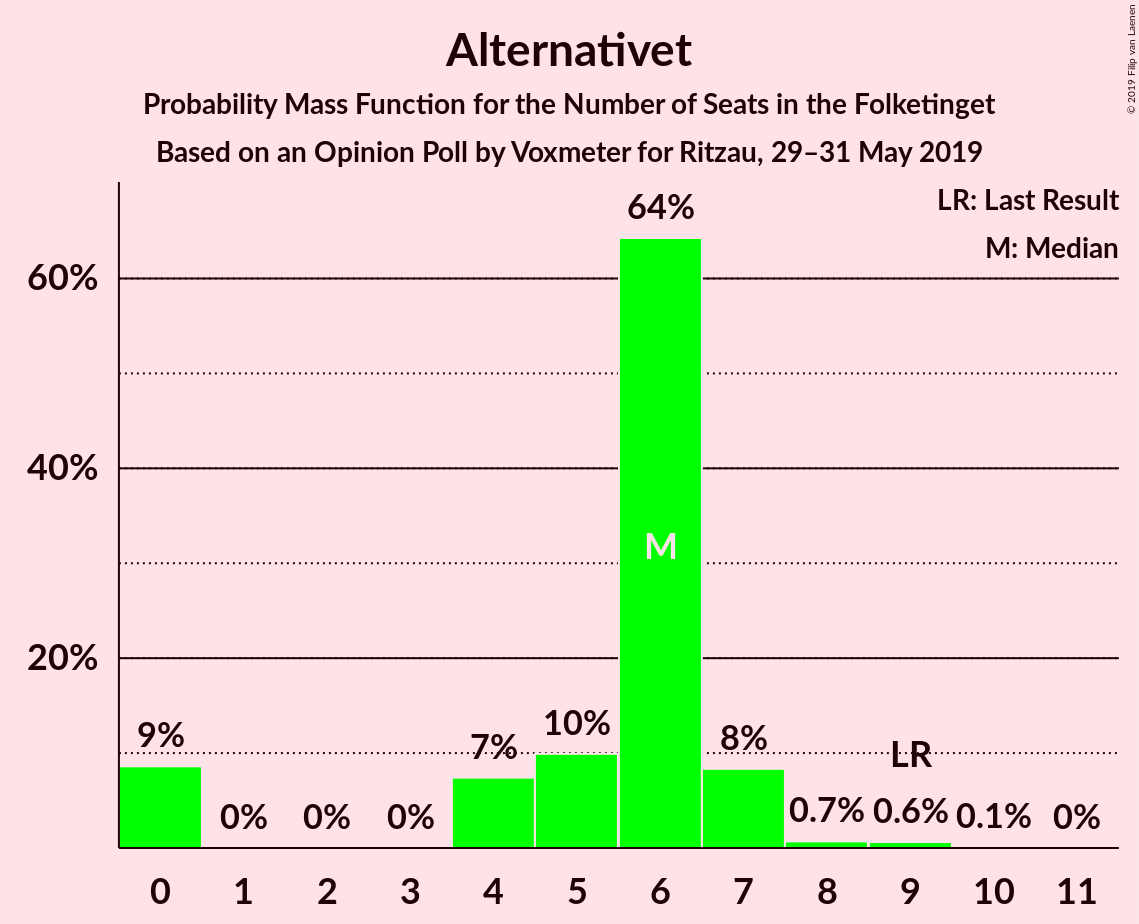 Alternativet
Probability Mass Function for the Number of Seats in the Folketinget
Based on an Opinion Poll by Voxmeter for Ritzau, 29–31 May 2019
© 2019 Filip van Laenen
LR: Last Result
M: Median
64%
60%
40%
M
20%
9%
0%
0%
0%
7%
10%
8%
0.7%
LR
0.6%
0.1%
0%
0 1 2 3 4 5 6 7 8 9 10 11